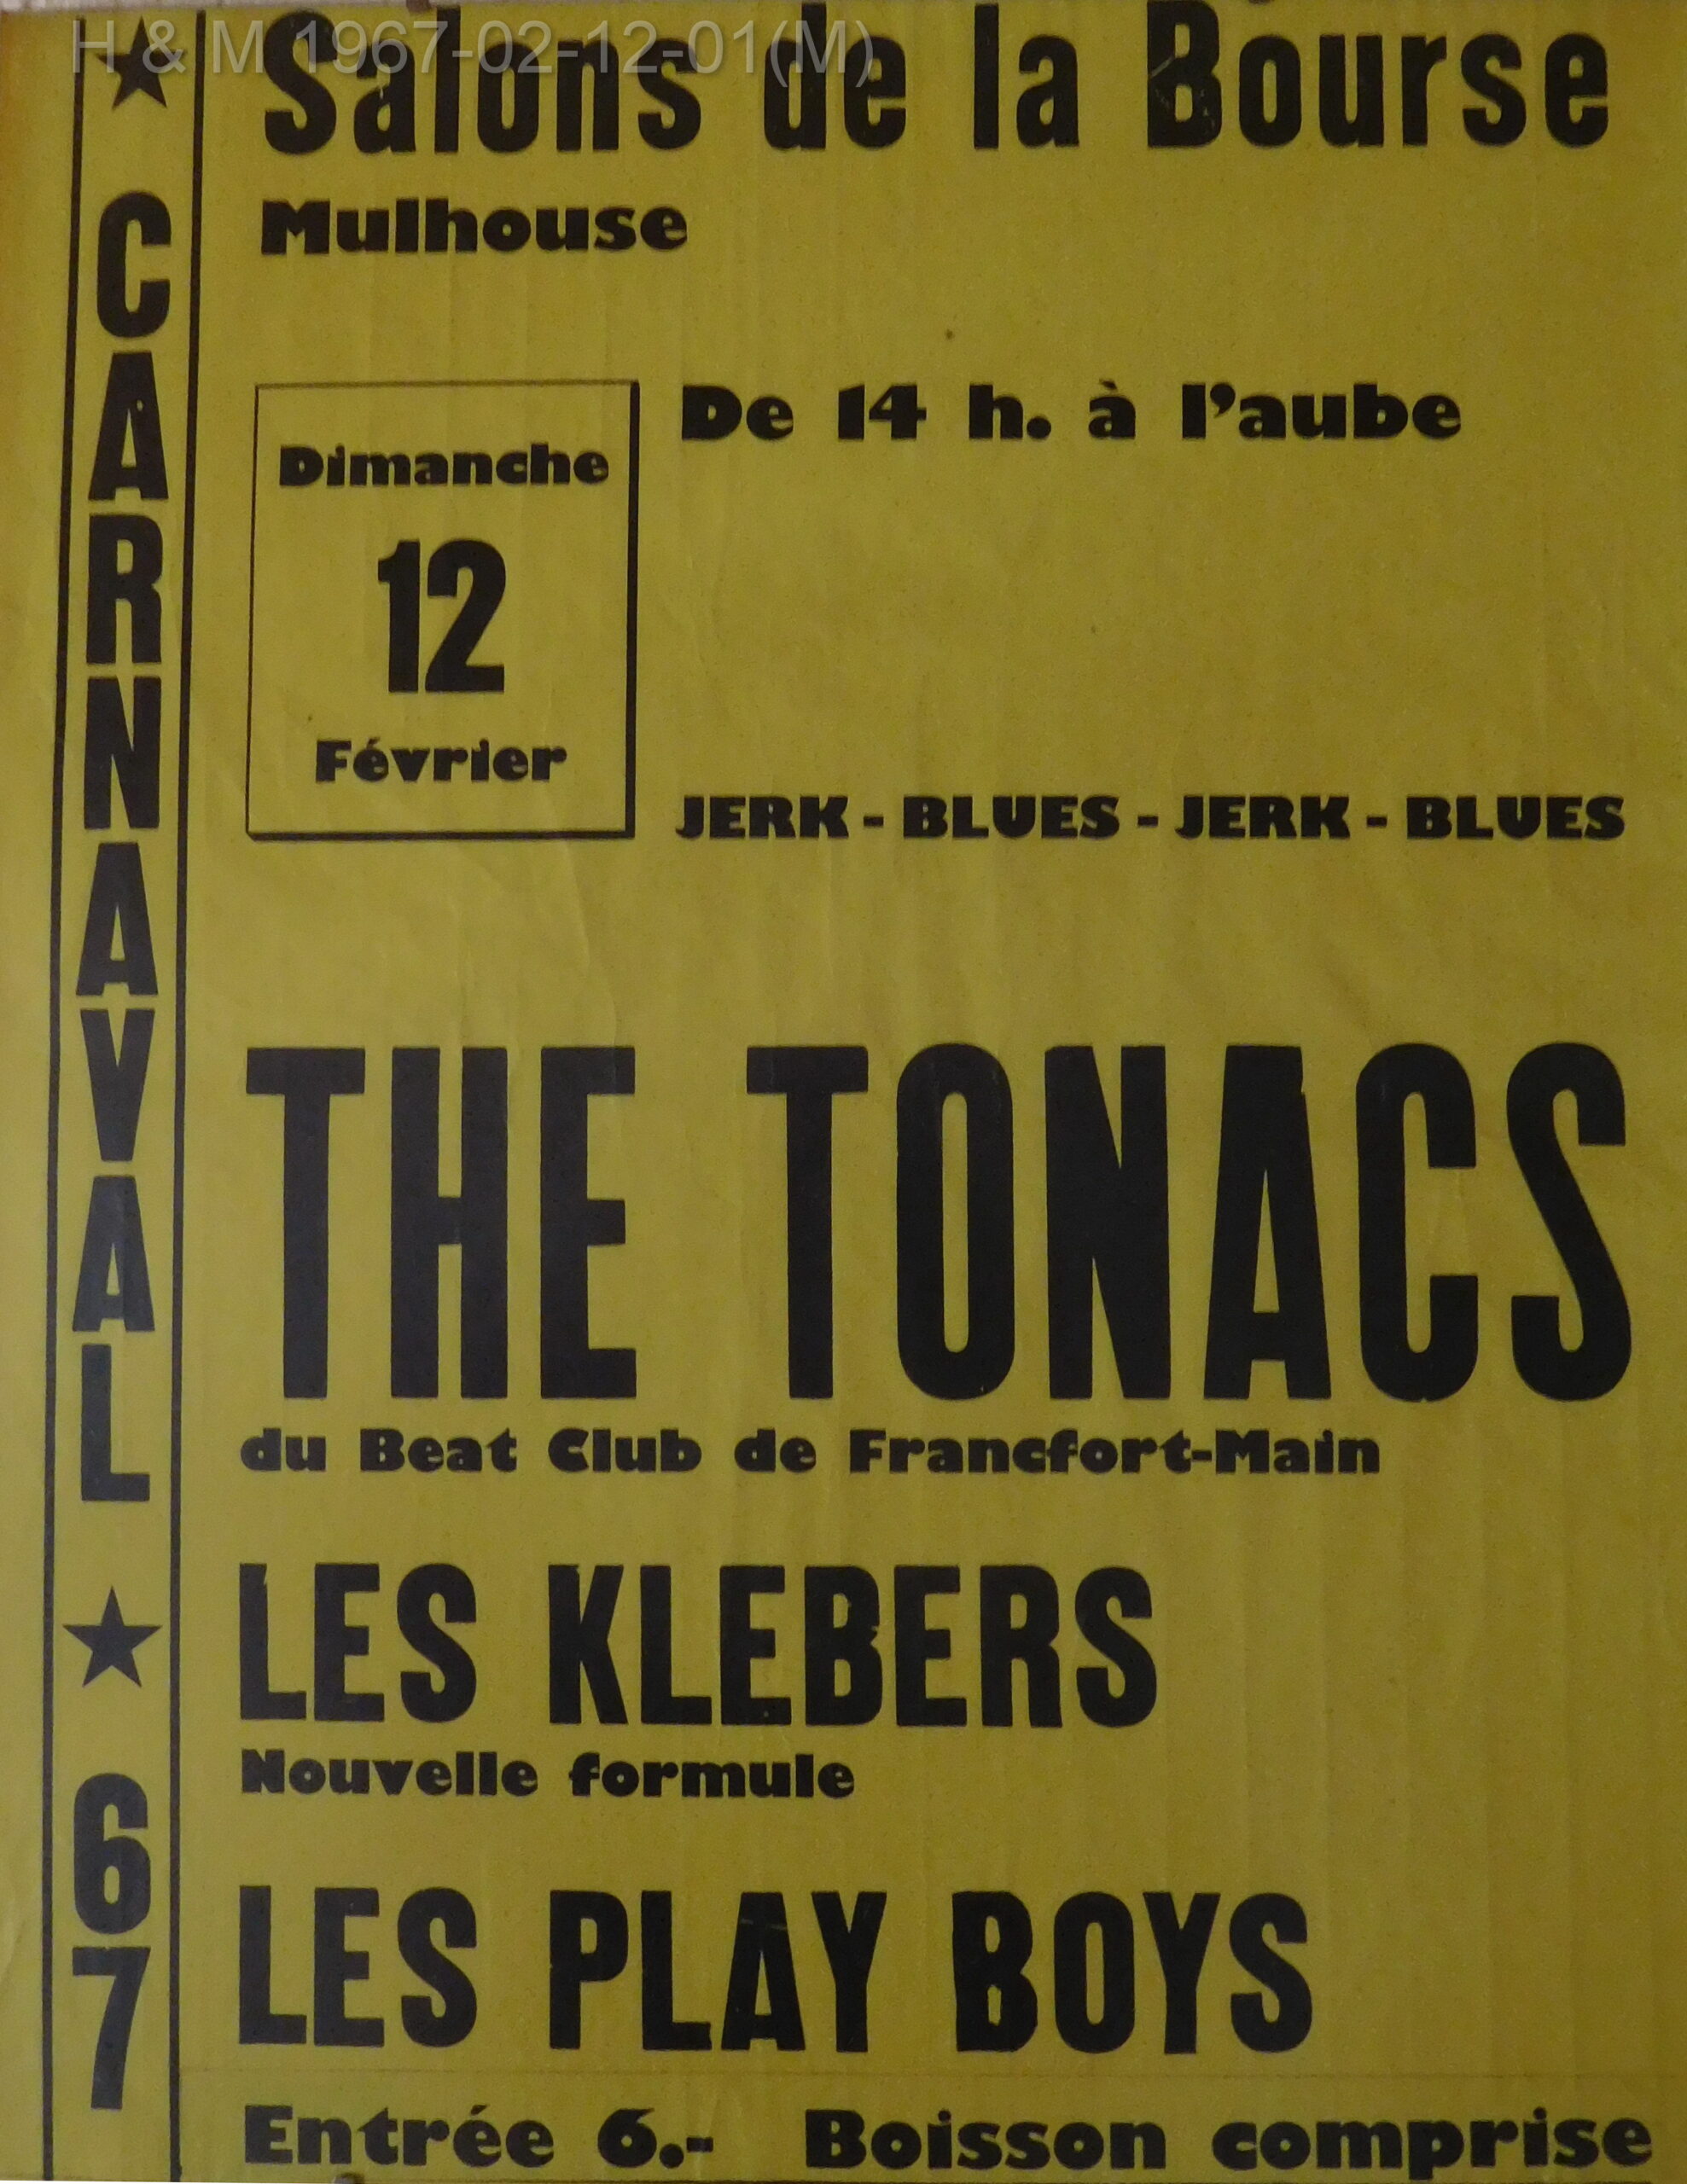 H & M 1967-02-12-01(M)
★ CARNAVAL ★ 67
Salons de la Bourse
Mulhouse
Dimanche
12
Février
De 14 h. à l'aube
JERK - BLUES - JERK - BLUES
THE TONACS
du Beat Club de Francfort-Main
LES KLEBERS
Nouvelle formule
LES PLAY BOYS
Entrée 6.- Boisson comprise